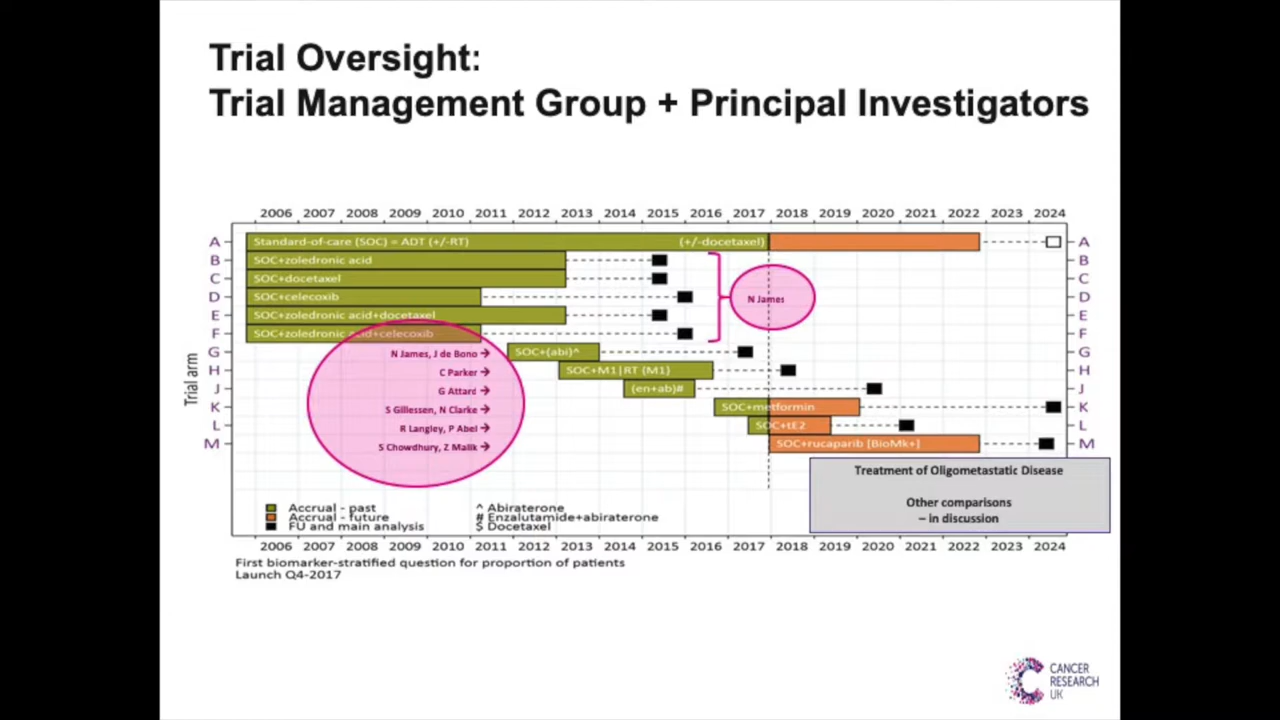 Trial Oversight:
Trial Management Group + Principal Investigators
2006 2007 2008 2009 2010 2011 2012 2013 2014 2015 2016 2017 2018 2019 2020 2021 2022 2023 2024
Trial arm
A Standard-of-care (SOC) = ADT (+/-RT) (+/-docetaxel) A
B SOC+zoledronic acid B
C SOC+docetaxel C
D SOC+celecoxib D
N James
E SOC+zoledronic acid+docetaxel E
F SOC+zoledronic acid+celecoxib F
G N James, J de Bono → SOC+(abi)^ G
H C Parker → SOC+M1|RT (M1) H
J G Attard → (en+ab)# J
K S Gillessen, N Clarke → SOC+metformin K
L R Langley, P Abel → SOC+tE2 L
M S Chowdhury, Z Malik → SOC+rucaparib [BioMk+] M
Treatment of Oligometastatic Disease
Other comparisons
– in discussion
Accrual - past ^ Abiraterone
Accrual - future # Enzalutamide+abiraterone
FU and main analysis $ Docetaxel
2006 2007 2008 2009 2010 2011 2012 2013 2014 2015 2016 2017 2018 2019 2020 2021 2022 2023 2024
First biomarker-stratified question for proportion of patients
Launch Q4-2017
CANCER
RESEARCH
UK